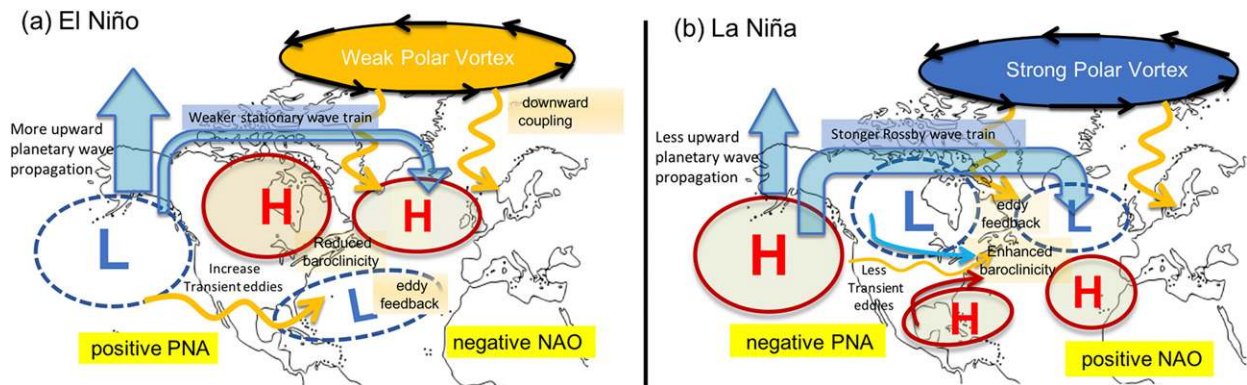 (a) El Niño
Weak Polar Vortex
downward
coupling
Weaker stationary wave train
More upward
planetary wave
propagation
H
H
L
Reduced
baroclinicity
Increase
Transient eddies
L
eddy
feedback
positive PNA
negative NAO
(b) La Niña
Strong Polar Vortex
Less upward
planetary wave
propagation
Stonger Rossby wave train
L
L
eddy
feedback
H
Enhanced
baroclinicity
Less
Transient
eddies
H
H
negative PNA
positive NAO